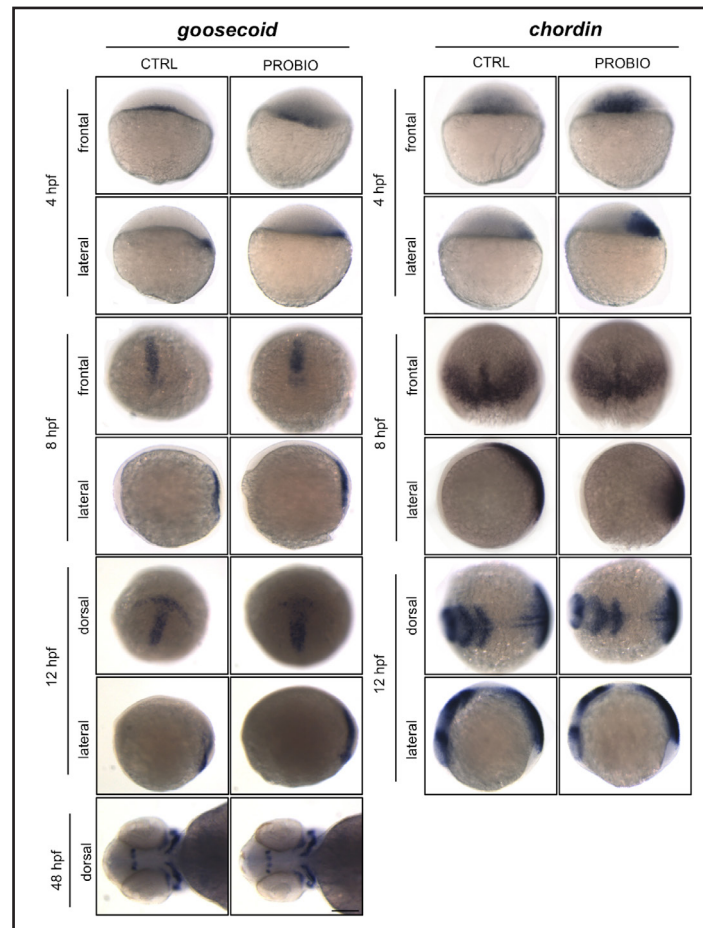 goosecoid
chordin
CTRL
PROBIO
CTRL
PROBIO
4 hpf
frontal
lateral
8 hpf
frontal
lateral
12 hpf
dorsal
lateral
48 hpf
dorsal
4 hpf
frontal
lateral
8 hpf
frontal
lateral
12 hpf
dorsal
lateral